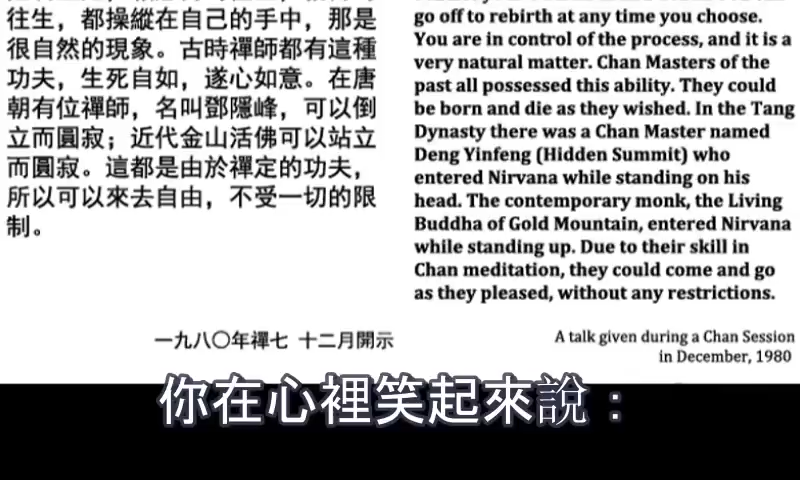 往生，都操縱在自己的手中，那是
很自然的現象。古時禪師都有這種
功夫，生死自如，遂心如意。在唐
朝有位禪師，名叫鄧隱峰，可以倒
立而圓寂；近代金山活佛可以站立
而圓寂。這都是由於禪定的功夫，
所以可以來去自由，不受一切的限
制。
一九八〇年禪七 十二月開示
go off to rebirth at any time you choose.
You are in control of the process, and it is a
very natural matter. Chan Masters of the
past all possessed this ability. They could
be born and die as they wished. In the Tang
Dynasty there was a Chan Master named
Deng Yinfeng (Hidden Summit) who
entered Nirvana while standing on his
head. The contemporary monk, the Living
Buddha of Gold Mountain, entered Nirvana
while standing up. Due to their skill in
Chan meditation, they could come and go
as they pleased, without any restrictions.
A talk given during a Chan Session
in December, 1980
你在心裡笑起來說：